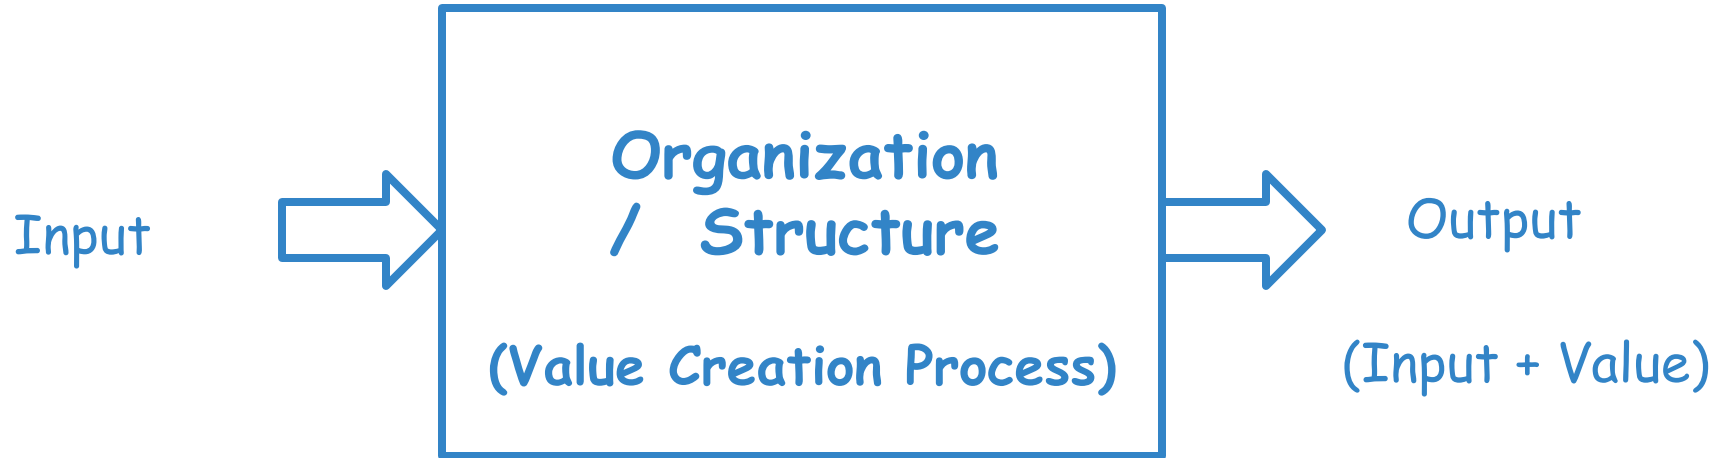 Input
Organization
/ Structure
(Value Creation Process)
Output
(Input + Value)